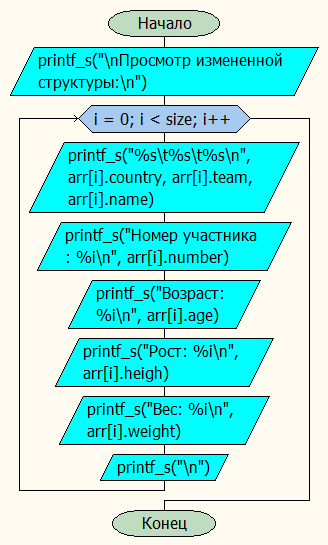 Начало
printf_s("\nПросмотр измененной
структуры:\n")
i = 0; i < size; i++
printf_s("%s\t%s\t%s\n",
arr[i].country, arr[i].team,
arr[i].name)
printf_s("Номер участника
: %i\n", arr[i].number)
printf_s("Возраст:
%i\n", arr[i].age)
printf_s("Рост: %i\n",
arr[i].heigh)
printf_s("Вес: %i\n",
arr[i].weight)
printf_s("\n")
Конец